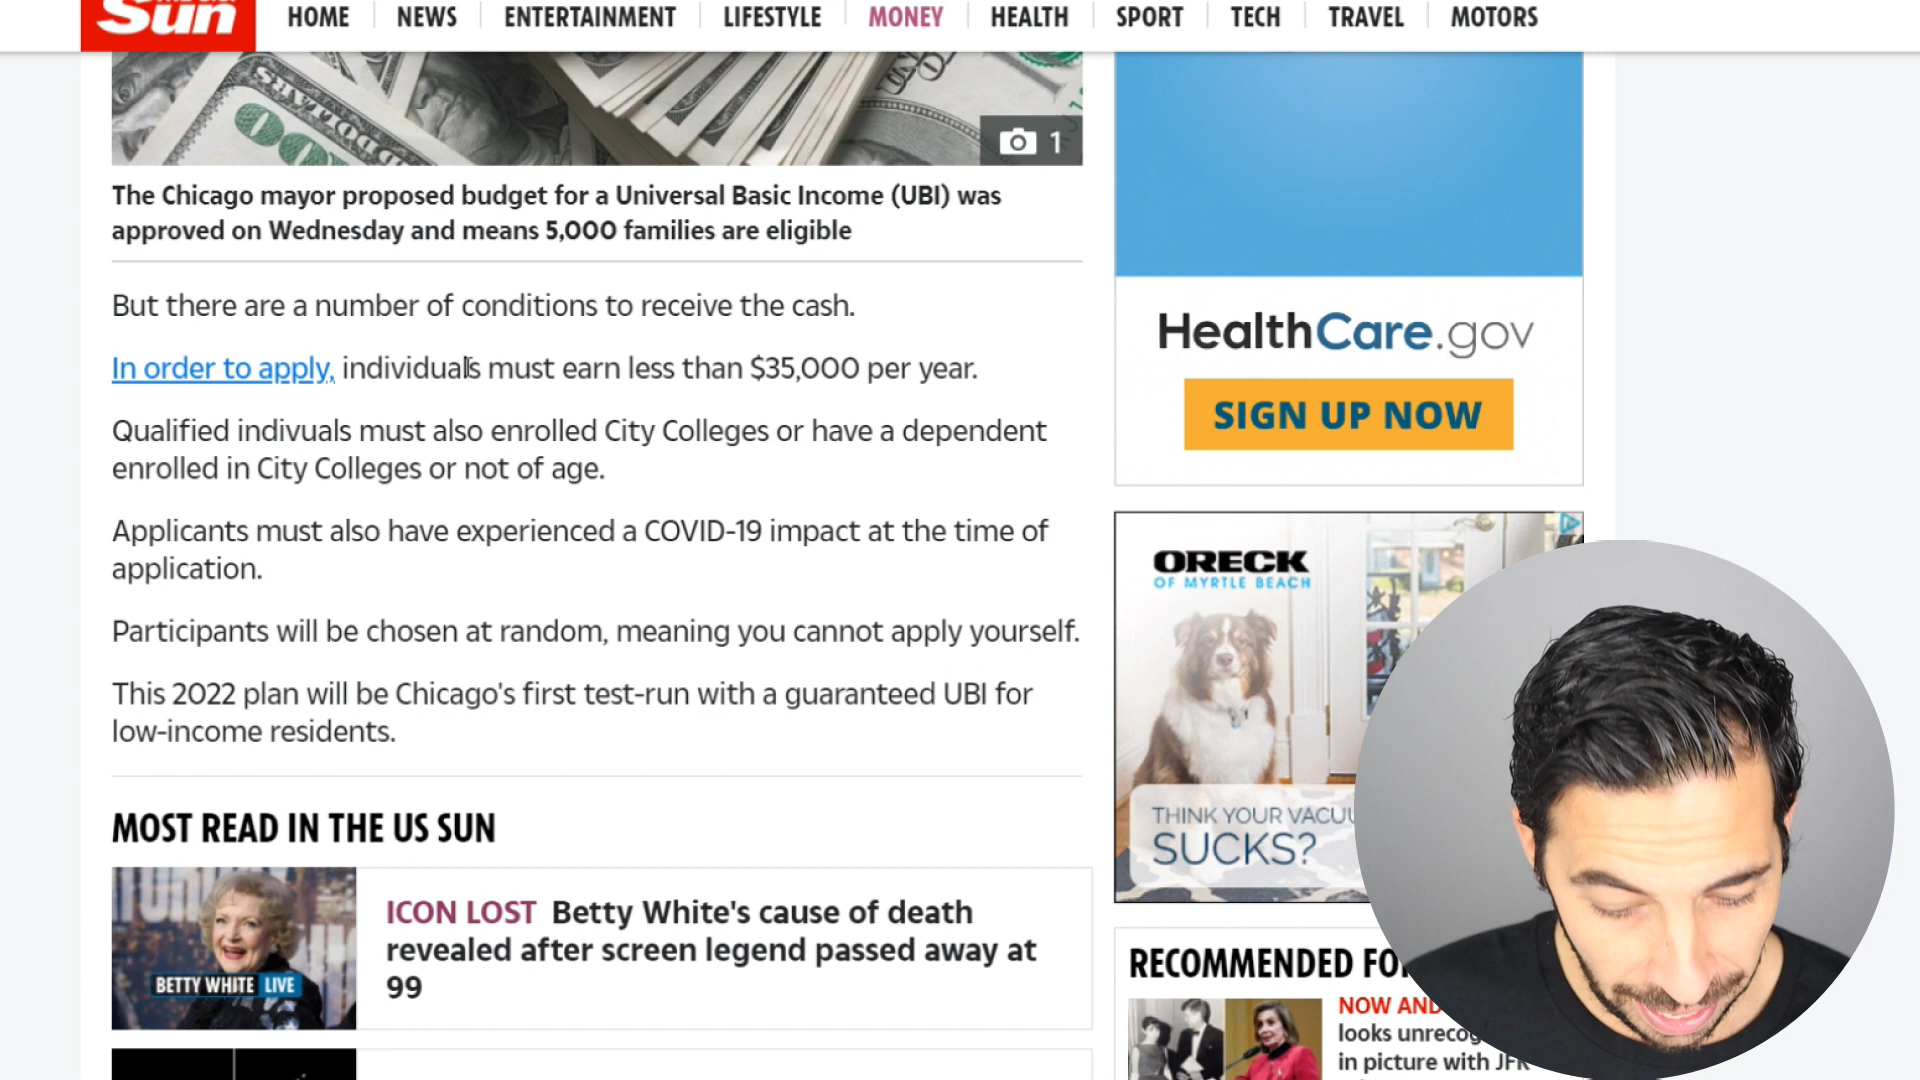 Sun
HOME
NEWS
ENTERTAINMENT
LIFESTYLE
MONEY
HEALTH
SPORT
TECH
TRAVEL
MOTORS
1
The Chicago mayor proposed budget for a Universal Basic Income (UBI) was
approved on Wednesday and means 5,000 families are eligible
But there are a number of conditions to receive the cash.
In order to apply, individuals must earn less than $35,000 per year.
Qualified indivuals must also enrolled City Colleges or have a dependent
enrolled in City Colleges or not of age.
Applicants must also have experienced a COVID-19 impact at the time of
application.
Participants will be chosen at random, meaning you cannot apply yourself.
This 2022 plan will be Chicago's first test-run with a guaranteed UBI for
low-income residents.
MOST READ IN THE US SUN
BETTY WHITE LIVE
ICON LOST Betty White's cause of death
revealed after screen legend passed away at
99
HealthCare.gov
SIGN UP NOW
ORECK
OF MYRTLE BEACH
THINK YOUR
SUCKS?
RECOMMENDED
NOW AND
looks
in picture with